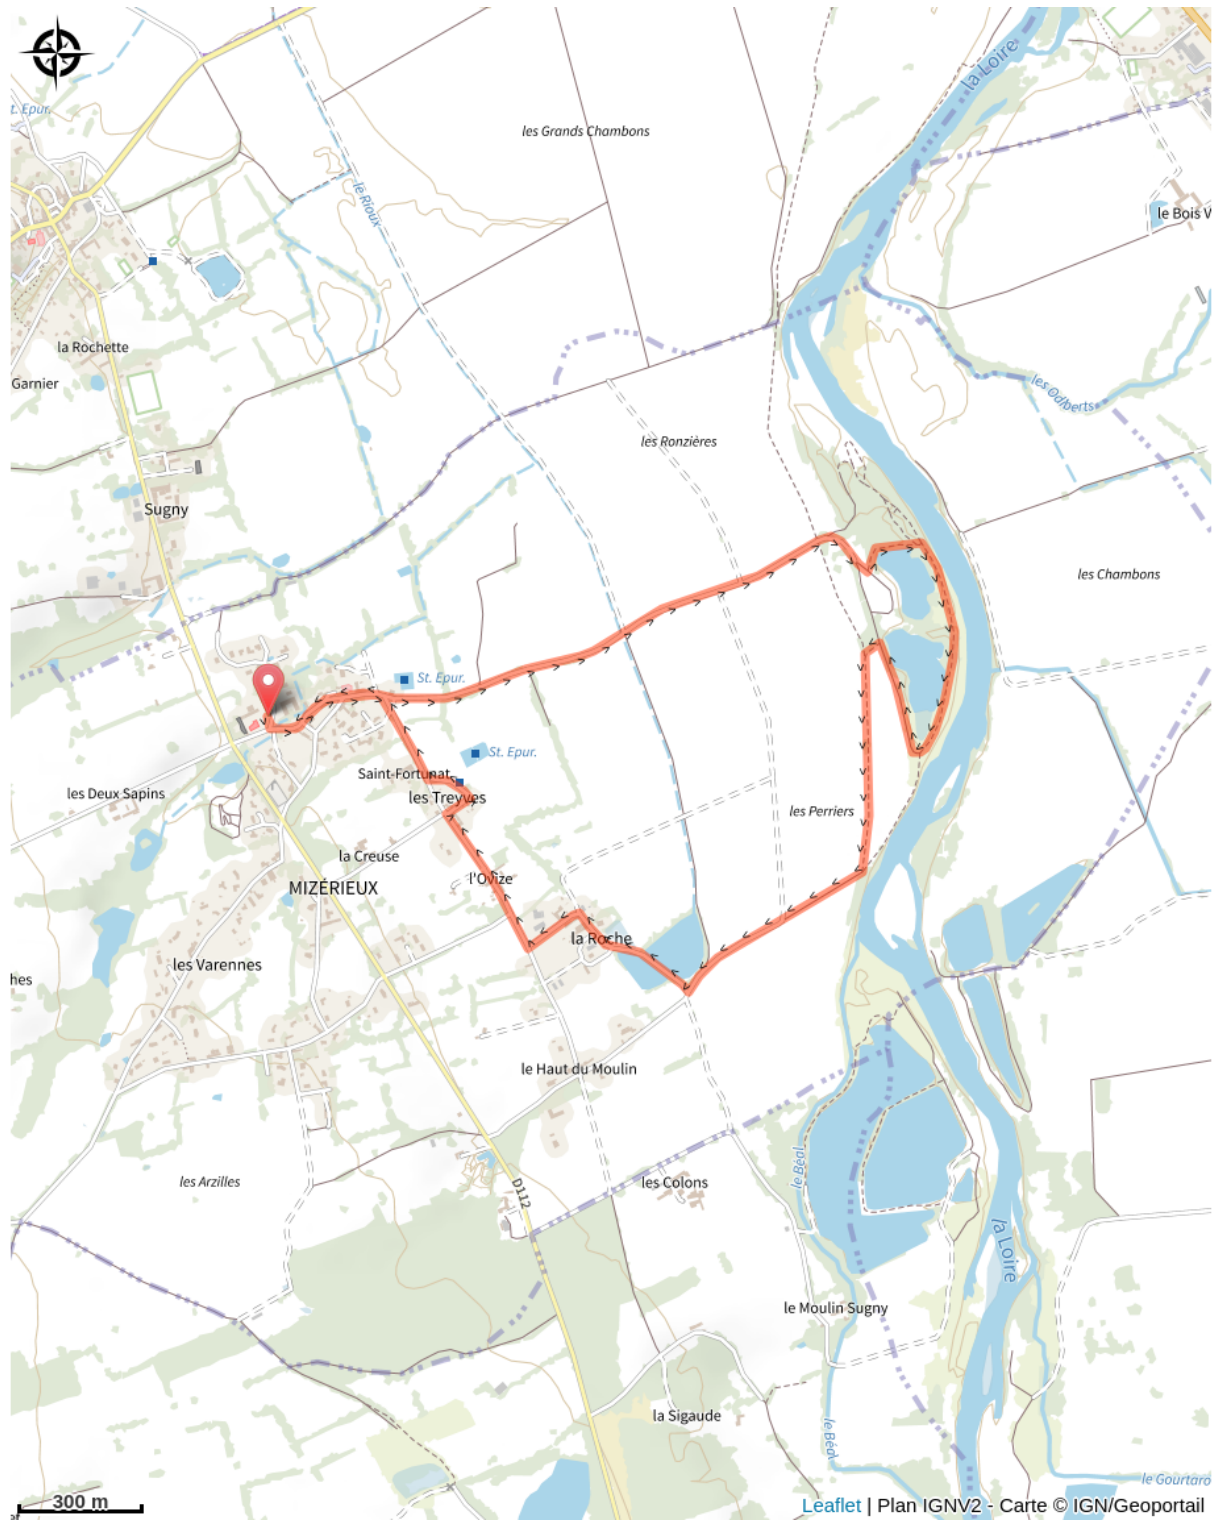 la Loire
t. Epur.
les Grands Chambons
le Rioux
le Bois V
la Rochette
Garnier
les Odiberts
les Ronzières
Sugny
les Chambons
St. Epur.
St. Epur.
Saint-Fortunat
les Deux Sapins
les Treyves
les Perriers
la Creuse
l'Ovize
MIZÉRIEUX
la Roche
les Varennes
hes
le Haut du Moulin
le Béal
les Arzilles
les Colons
D112
la Loire
le Moulin Sugny
la Sigaude
le Béal
le Gourtaro
300 m
Leaflet | Plan IGNV2 - Carte © IGN/Geoportail